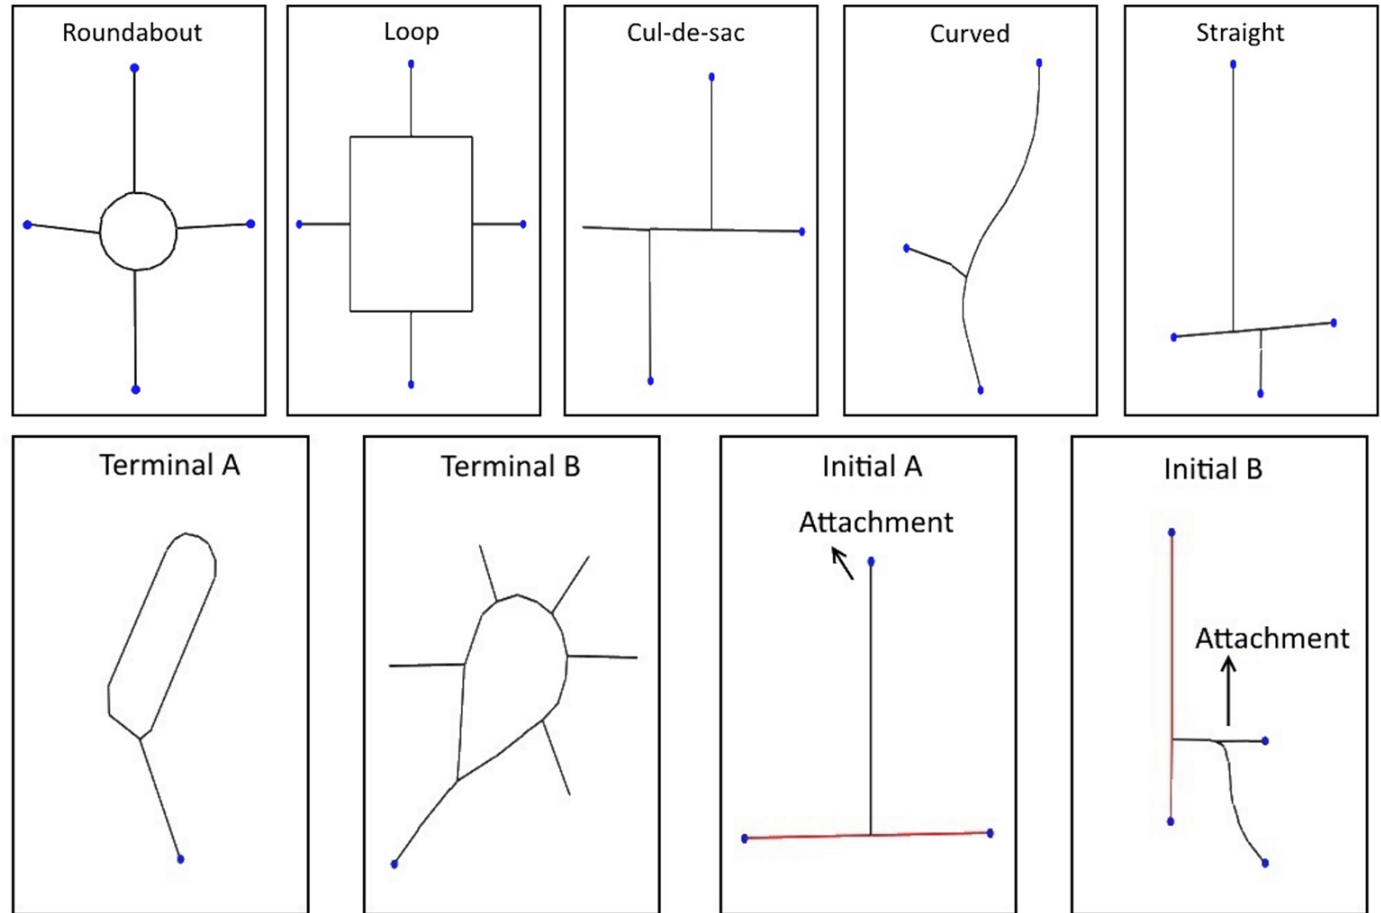 Roundabout
Loop
Cul-de-sac
Curved
Straight
Terminal A
Terminal B
Initial A
Attachment
Initial B
Attachment